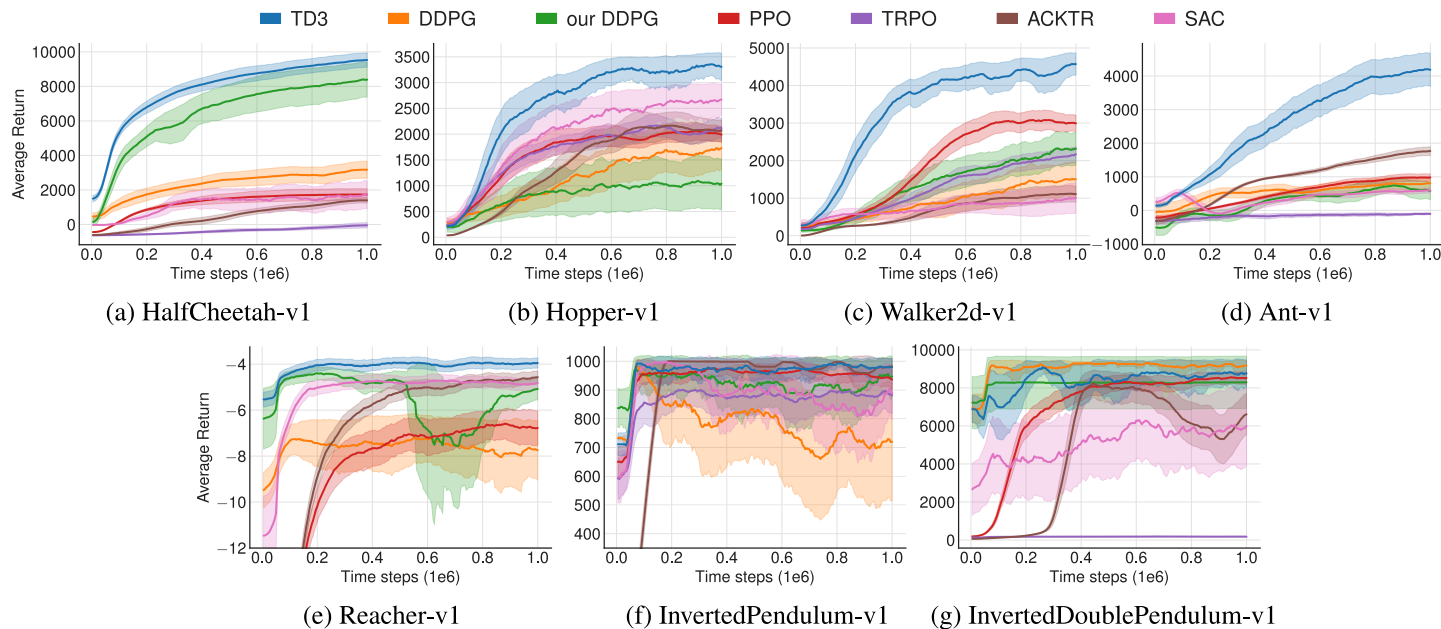 TD3 DDPG our DDPG PPO TRPO ACKTR SAC
Average Return
10000
8000
6000
4000
2000
0
0.0 0.2 0.4 0.6 0.8 1.0
Time steps (1e6)
(a) HalfCheetah-v1
3500
3000
2500
2000
1500
1000
500
0
0.0 0.2 0.4 0.6 0.8 1.0
Time steps (1e6)
(b) Hopper-v1
5000
4000
3000
2000
1000
0
0.0 0.2 0.4 0.6 0.8 1.0
Time steps (1e6)
(c) Walker2d-v1
4000
3000
2000
1000
0
−1000
0.0 0.2 0.4 0.6 0.8 1.0
Time steps (1e6)
(d) Ant-v1
Average Return
−4
−6
−8
−10
−12
0.0 0.2 0.4 0.6 0.8 1.0
Time steps (1e6)
(e) Reacher-v1
1000
900
800
700
600
500
400
0.0 0.2 0.4 0.6 0.8 1.0
Time steps (1e6)
(f) InvertedPendulum-v1
10000
8000
6000
4000
2000
0
0.0 0.2 0.4 0.6 0.8 1.0
Time steps (1e6)
(g) InvertedDoublePendulum-v1